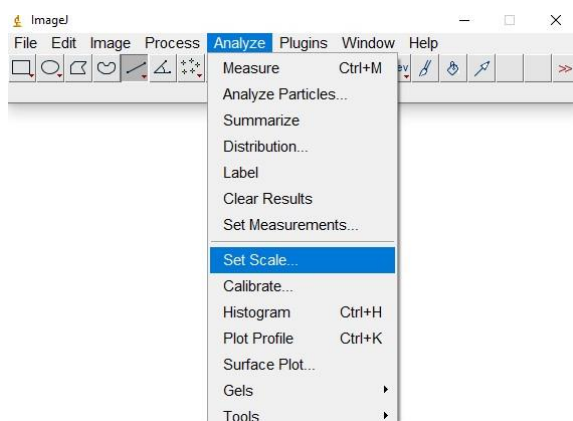 ImageJ
File Edit Image Process Analyze Plugins Window Help
Measure Ctrl+M
Analyze Particles...
Summarize
Distribution...
Label
Clear Results
Set Measurements...
Set Scale...
Calibrate...
Histogram Ctrl+H
Plot Profile Ctrl+K
Surface Plot...
Gels
Tools